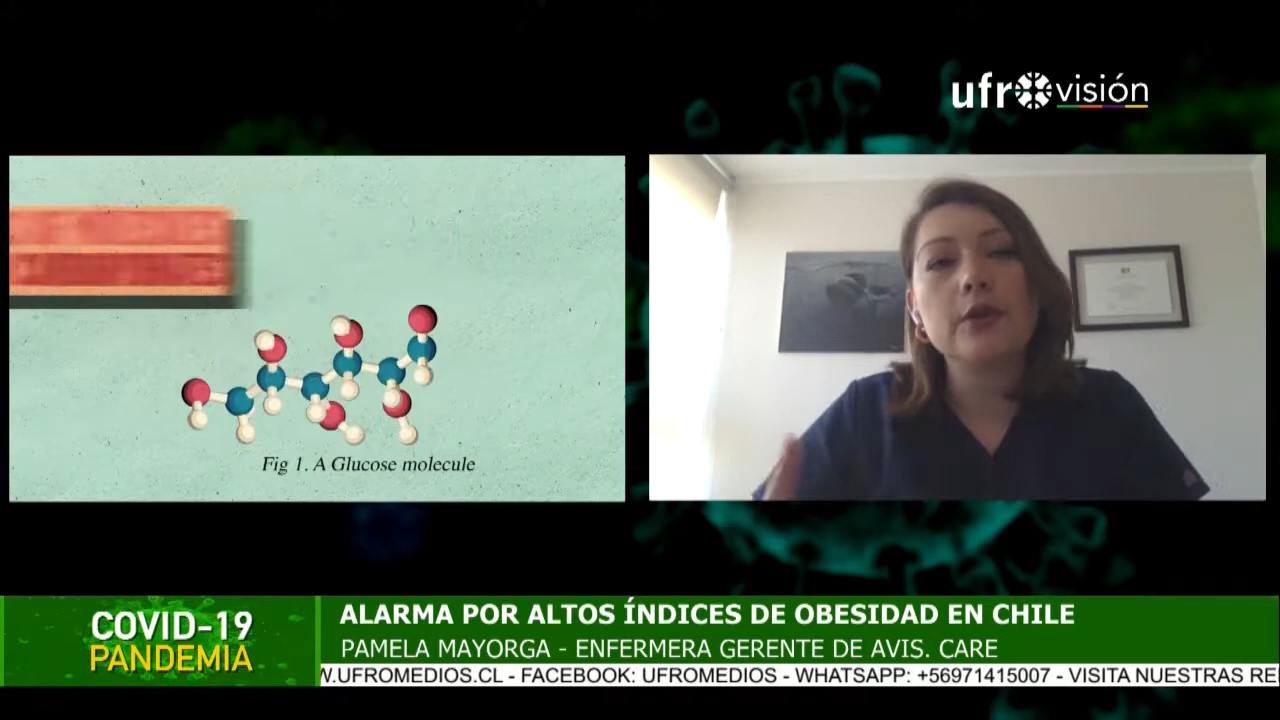 ufrovisión
Fig 1. A Glucose molecule
COVID-19
PANDEMIA
ALARMA POR ALTOS ÍNDICES DE OBESIDAD EN CHILE
PAMELA MAYORGA - ENFERMERA GERENTE DE AVIS. CARE
W.UFROMEDIOS.CL - FACEBOOK: UFROMEDIOS - WHATSAPP: +56971415007 - VISITA NUESTRAS RE